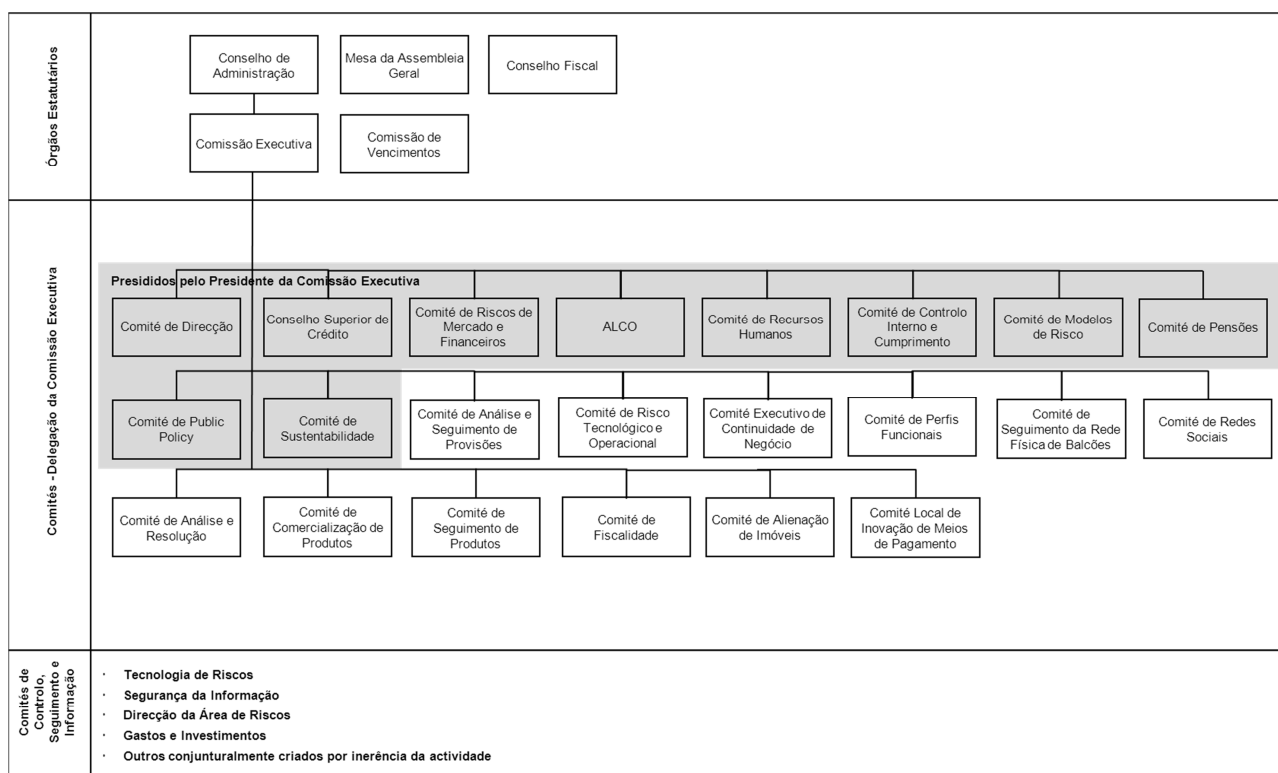 Órgãos Estatutários
Conselho de
Administração
Mesa da Assembleia
Geral
Conselho Fiscal
Comissão Executiva
Comissão de
Vencimentos
Comités -Delegação da Comissão Executiva
Presididos pelo Presidente da Comissão Executiva
Comité de Direcção
Conselho Superior de
Crédito
Comité de Riscos de
Mercado e
Financeiros
ALCO
Comité de Recursos
Humanos
Comité de Controlo
Interno e
Cumprimento
Comité de Modelos
de Risco
Comité de Pensões
Comité de Public
Policy
Comité de
Sustentabilidade
Comité de Análise e
Seguimento de
Provisões
Comité de Risco
Tecnológico e
Operacional
Comité Executivo de
Continuidade de
Negócio
Comité de Perfis
Funcionais
Comité de
Seguimento da Rede
Física de Balcões
Comité de Redes
Sociais
Comité de Análise e
Resolução
Comité de
Comercialização de
Produtos
Comité de
Seguimento de
Produtos
Comité de
Fiscalidade
Comité de Alienação
de Imóveis
Comité Local de
Inovação de Meios
de Pagamento
Comités de
Controlo,
Seguimento e
Informação
· Tecnologia de Riscos
· Segurança da Informação
· Direcção da Área de Riscos
· Gastos e Investimentos
· Outros conjunturalmente criados por inerência da actividade